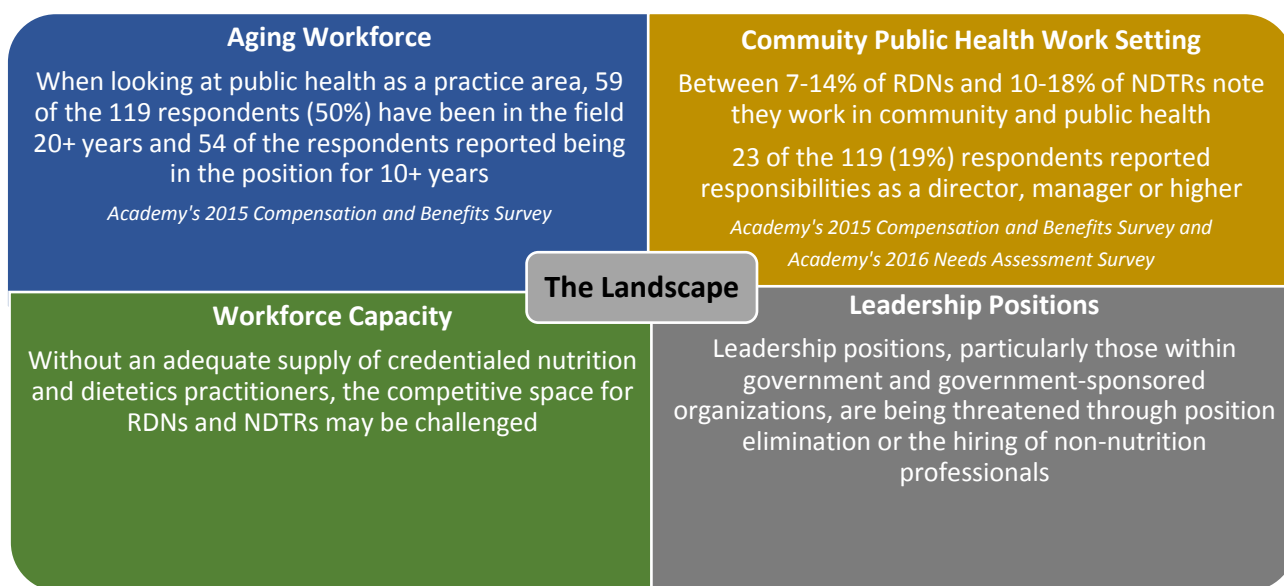 Aging Workforce
When looking at public health as a practice area, 59
of the 119 respondents (50%) have been in the field
20+ years and 54 of the respondents reported being
in the position for 10+ years
Academy's 2015 Compensation and Benefits Survey
Commuity Public Health Work Setting
Between 7-14% of RDNs and 10-18% of NDTRs note
they work in community and public health
23 of the 119 (19%) respondents reported
responsibilities as a director, manager or higher
Academy's 2015 Compensation and Benefits Survey and
Academy's 2016 Needs Assessment Survey
The Landscape
Workforce Capacity
Without an adequate supply of credentialed nutrition
and dietetics practitioners, the competitive space for
RDNs and NDTRs may be challenged
Leadership Positions
Leadership positions, particularly those within
government and government-sponsored
organizations, are being threatened through position
elimination or the hiring of non-nutrition
professionals